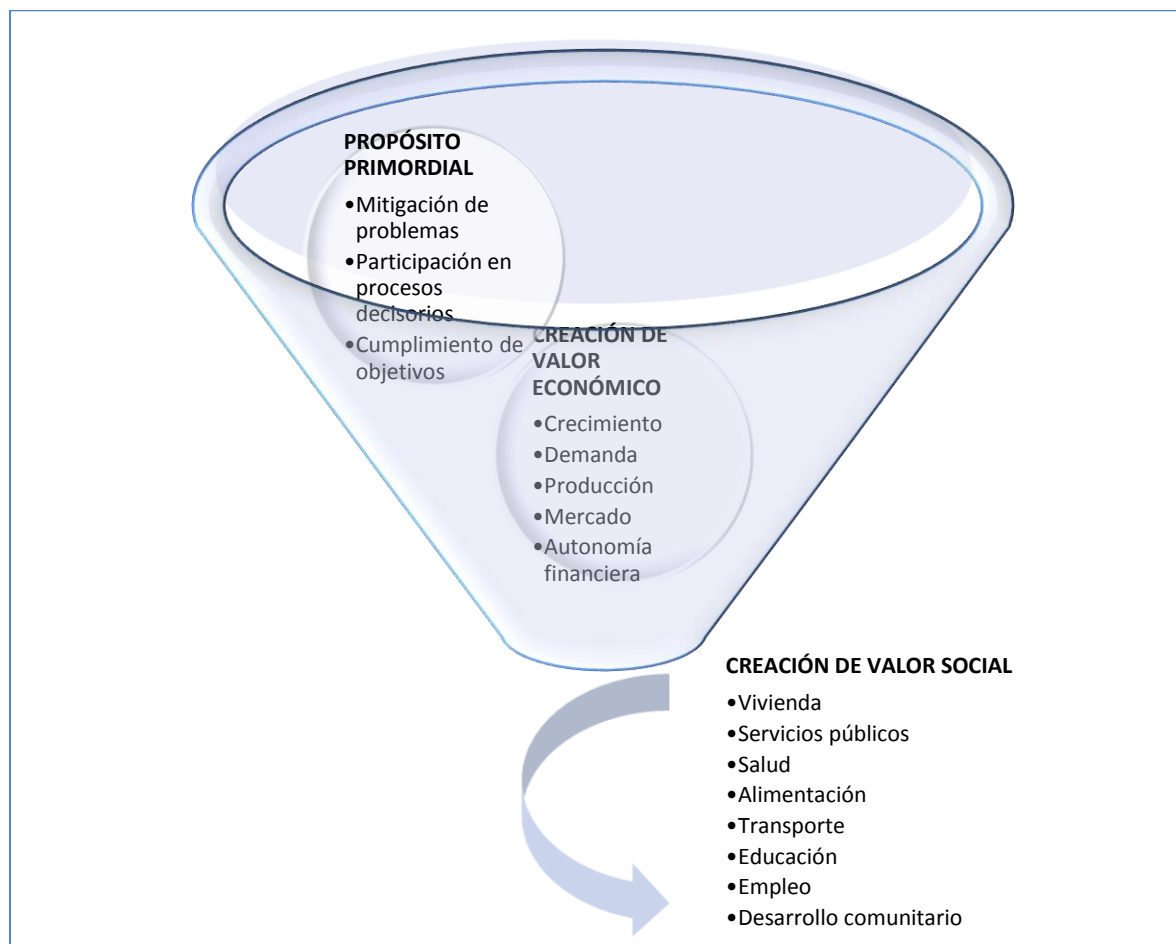 PROPÓSITO
PRIMORDIAL
•Mitigación de
problemas
•Participación en
procesos
decisorios
•Cumplimiento de
objetivos
CREACIÓN DE
VALOR
ECONÓMICO
•Crecimiento
•Demanda
•Producción
•Mercado
•Autonomía
financiera
CREACIÓN DE VALOR SOCIAL
•Vivienda
•Servicios públicos
•Salud
•Alimentación
•Transporte
•Educación
•Empleo
•Desarrollo comunitario